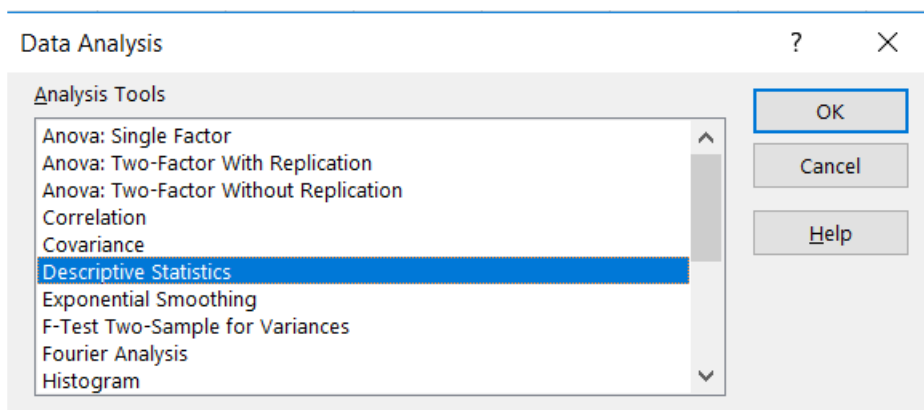 Data Analysis ? ×
Analysis Tools
Anova: Single Factor
Anova: Two-Factor With Replication
Anova: Two-Factor Without Replication
Correlation
Covariance
Descriptive Statistics
Exponential Smoothing
F-Test Two-Sample for Variances
Fourier Analysis
Histogram
OK
Cancel
Help